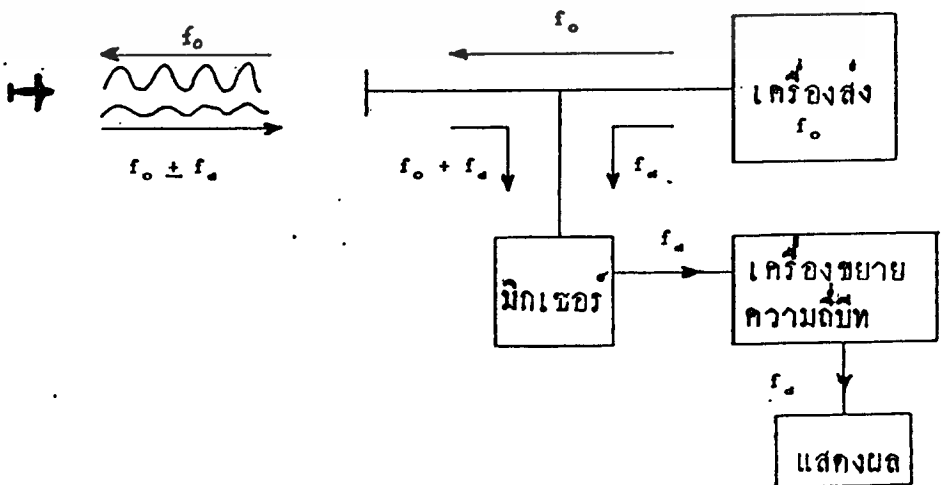 f₀
f₀
เครื่องส่ง
f₀
f₀ ± f_d
f₀ + f_d
f_d
มิกเซอร์
f_d
เครื่องขยาย
ความถี่บีท
f_d
แสดงผล